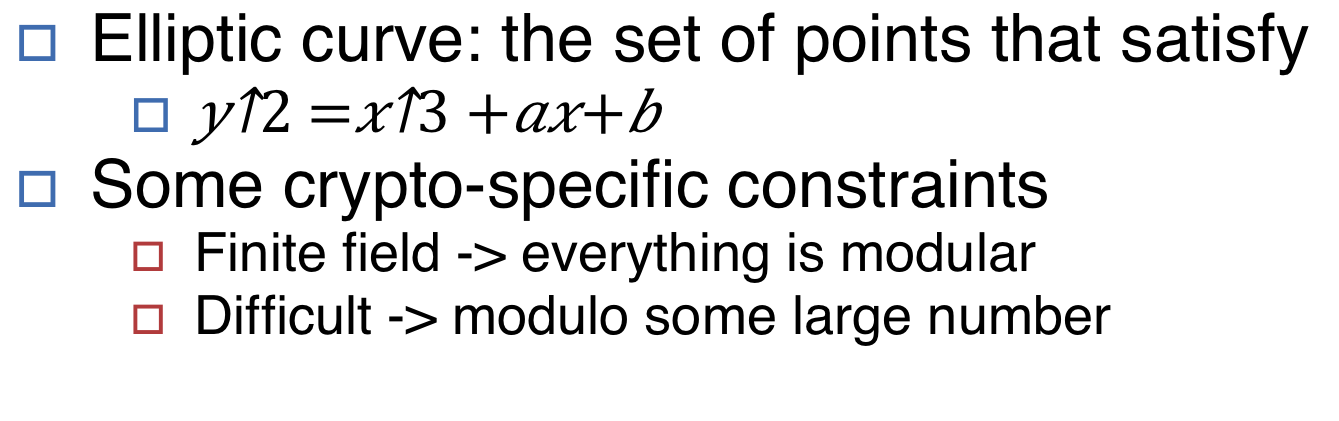 Elliptic curve: the set of points that satisfy
y↑2 =x↑3 +ax+b
Some crypto-specific constraints
Finite field -> everything is modular
Difficult -> modulo some large number